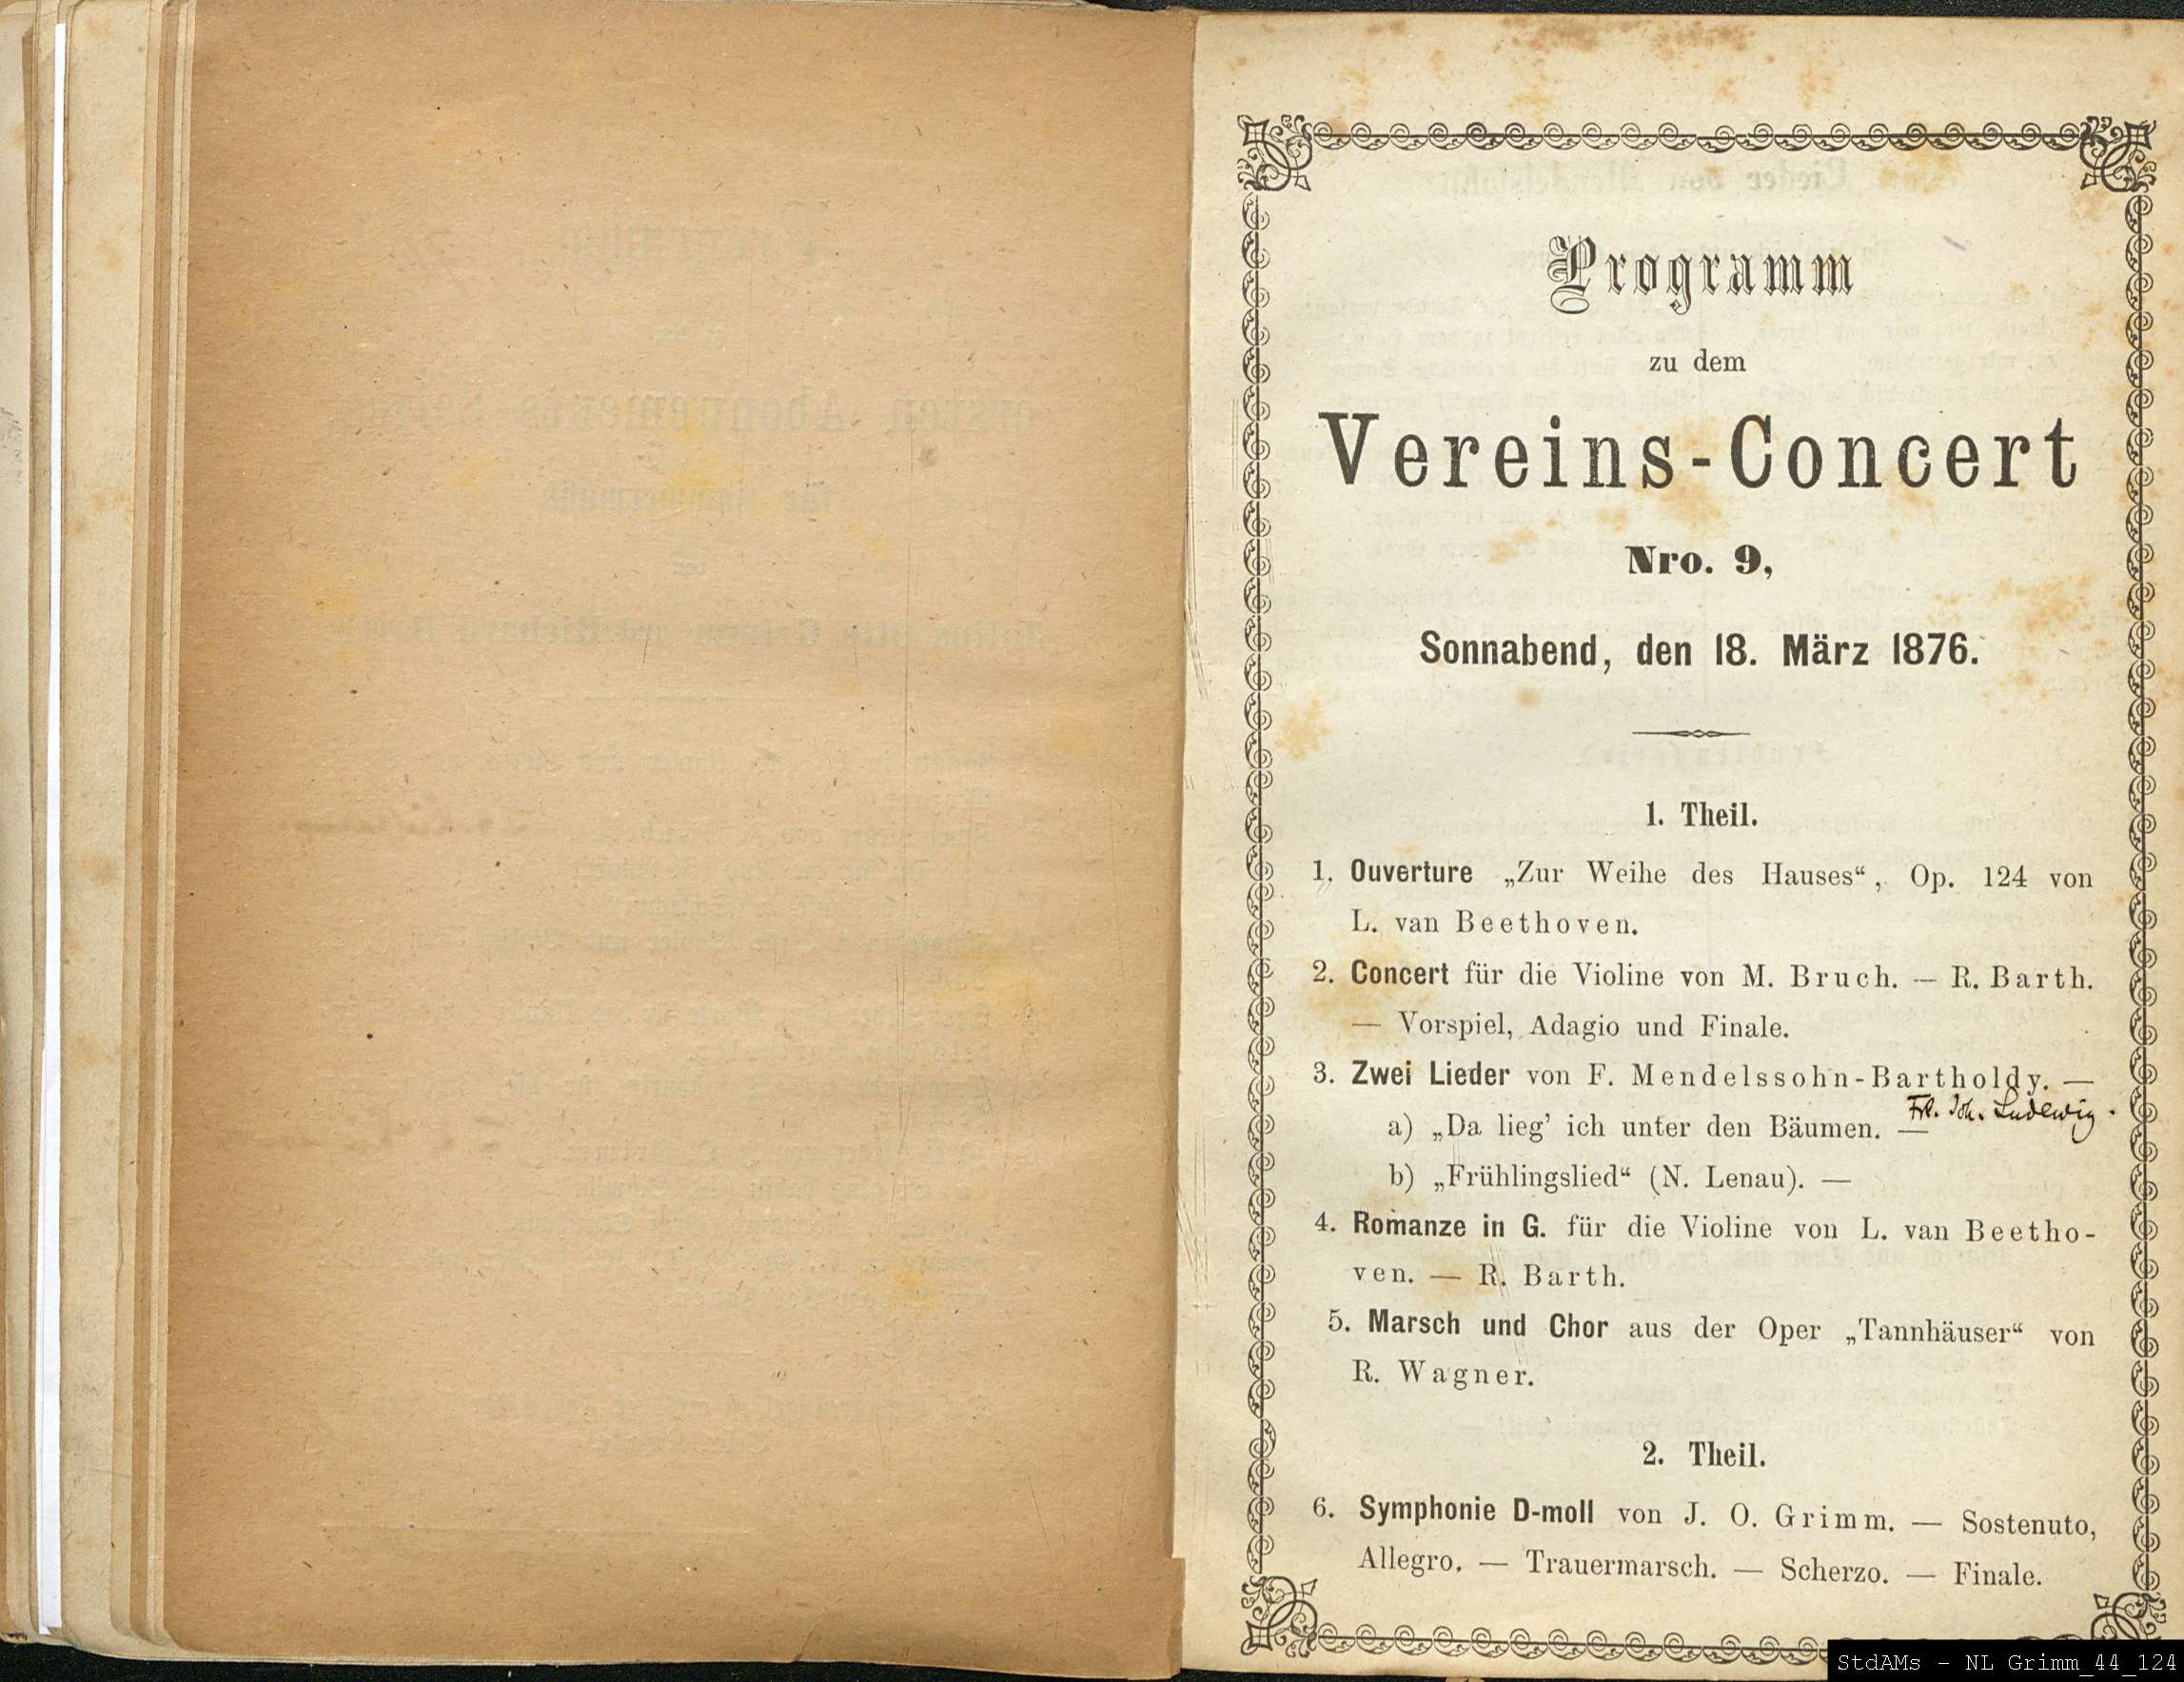 Programm
zu dem
Vereins-Concert
Nro. 9,
Sonnabend, den 18. März 1876.
1. Theil.
1. Ouverture „Zur Weihe des Hauses“, Op. 124 von
L. van Beethoven.
2. Concert für die Violine von M. Bruch. — R. Barth.
— Vorspiel, Adagio und Finale.
3. Zwei Lieder von F. Mendelssohn-Bartholdy. —
Frl. Joh. Ludewig.
a) „Da lieg’ ich unter den Bäumen. —
b) „Frühlingslied“ (N. Lenau). —
4. Romanze in G. für die Violine von L. van Beetho-
ven. — R. Barth.
5. Marsch und Chor aus der Oper „Tannhäuser“ von
R. Wagner.
2. Theil.
6. Symphonie D-moll von J. O. Grimm. — Sostenuto,
Allegro. — Trauermarsch. — Scherzo. — Finale.
StdAMs - NL Grimm_44_124